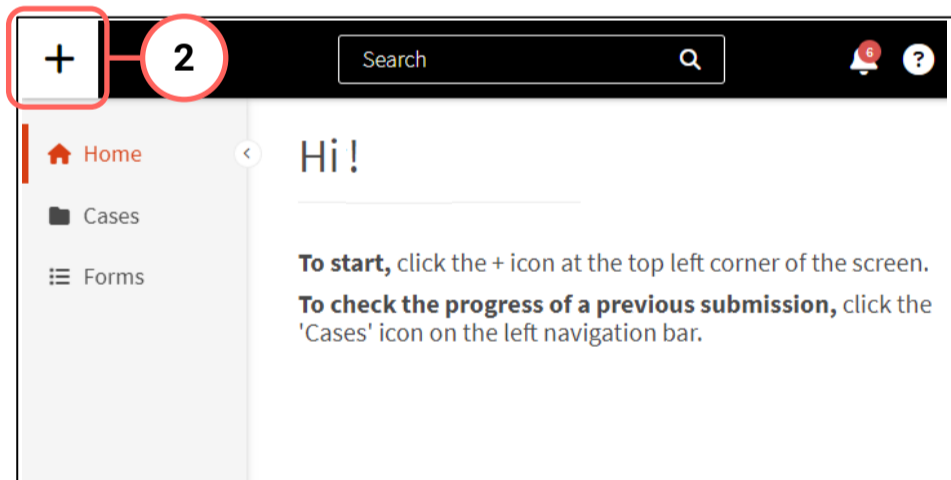 +
2
Search
6
?
Home
Hi !
Cases
Forms
To start, click the + icon at the top left corner of the screen.
To check the progress of a previous submission, click the
'Cases' icon on the left navigation bar.